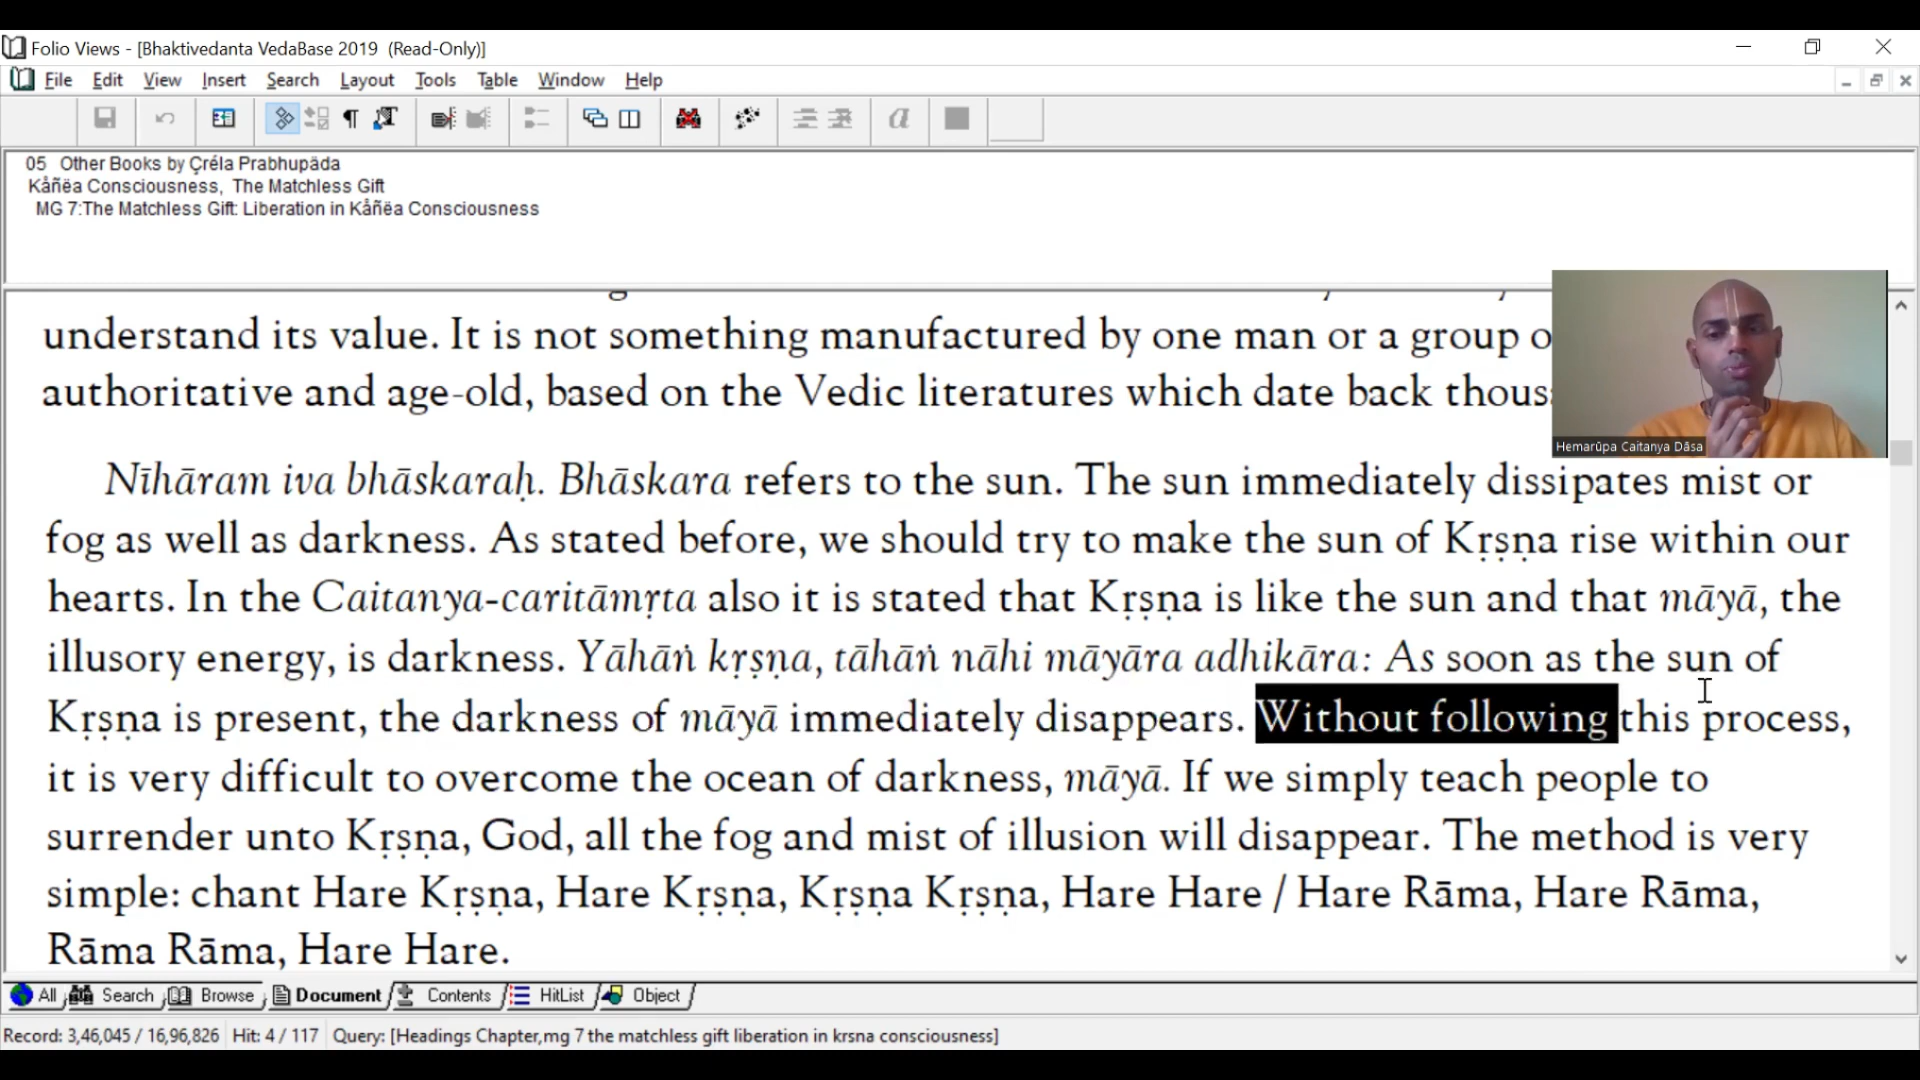 Folio Views - [Bhaktivedanta VedaBase 2019 (Read-Only)]
File Edit View Insert Search Layout Tools Table Window Help
05 Other Books by Çréla Prabhupäda
Kåñëa Consciousness, The Matchless Gift
MG 7:The Matchless Gift: Liberation in Kåñëa Consciousness
understand its value. It is not something manufactured by one man or a group o
authoritative and age-old, based on the Vedic literatures which date back thous
Hemarūpa Caitanya Dāsa
Nīhāram iva bhāskaraḥ. Bhāskara refers to the sun. The sun immediately dissipates mist or
fog as well as darkness. As stated before, we should try to make the sun of Kṛṣṇa rise within our
hearts. In the Caitanya-caritāmṛta also it is stated that Kṛṣṇa is like the sun and that māyā, the
illusory energy, is darkness. Yāhāṅ kṛṣṇa, tāhāṅ nāhi māyāra adhikāra: As soon as the sun of
Kṛṣṇa is present, the darkness of māyā immediately disappears. Without following this process,
it is very difficult to overcome the ocean of darkness, māyā. If we simply teach people to
surrender unto Kṛṣṇa, God, all the fog and mist of illusion will disappear. The method is very
simple: chant Hare Kṛṣṇa, Hare Kṛṣṇa, Kṛṣṇa Kṛṣṇa, Hare Hare / Hare Rāma, Hare Rāma,
Rāma Rāma, Hare Hare.
All Search Browse Document Contents HitList Object
Record: 3,46,045 / 16,96,826 Hit: 4 / 117 Query: [Headings Chapter,mg 7 the matchless gift liberation in krsna consciousness]